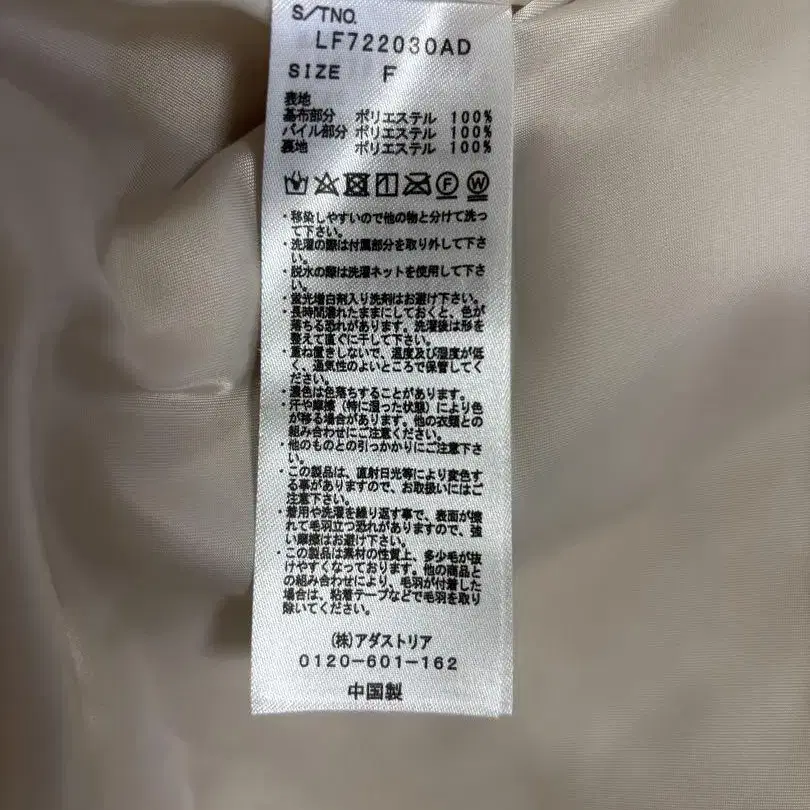 S/TNO.
LF722030AD
SIZE F
表地
基布部分 ポリエステル 100%
パイル部分 ポリエステル 100%
裏地 ポリエステル 100%
F W
・移染しやすいので他の物と分けて洗っ
て下さい。
・洗濯の際は付属部分を取り外して下さ
い。
・脱水の際は洗濯ネットを使用して下さ
い。
・蛍光増白剤入り洗剤はお避け下さい。
・長時間濡れたままにしておくと、色が
落ちる恐れがあります。洗濯後は形を
整えて直ぐに干して下さい。
・重ね置きしないで、温度及び湿度が低
く、通気性のよいところで保管してく
ださい。
・濃色は色落ちすることがあります。
・汗や摩擦(特に湿った状態)により色
が移る場合があります。他の衣類との
組み合わせにご注意ください。
・他のものとの引っかかりにご注意下さ
い。
・この製品は、直射日光等により変色す
る事がありますので、お取扱いにはご
注意下さい。
・着用や洗濯を繰り返す事で、表面が擦
れて毛羽立つ恐れがありますので、強
い摩擦はお避け下さい。
・この製品は素材の性質上、多少毛が抜
けやすくなっております。他の商品と
の組み合わせにより、毛羽が付着した
場合は、粘着テープなどで毛羽を取り
除いてください。
(株)アダストリア
0120-601-162
中国製